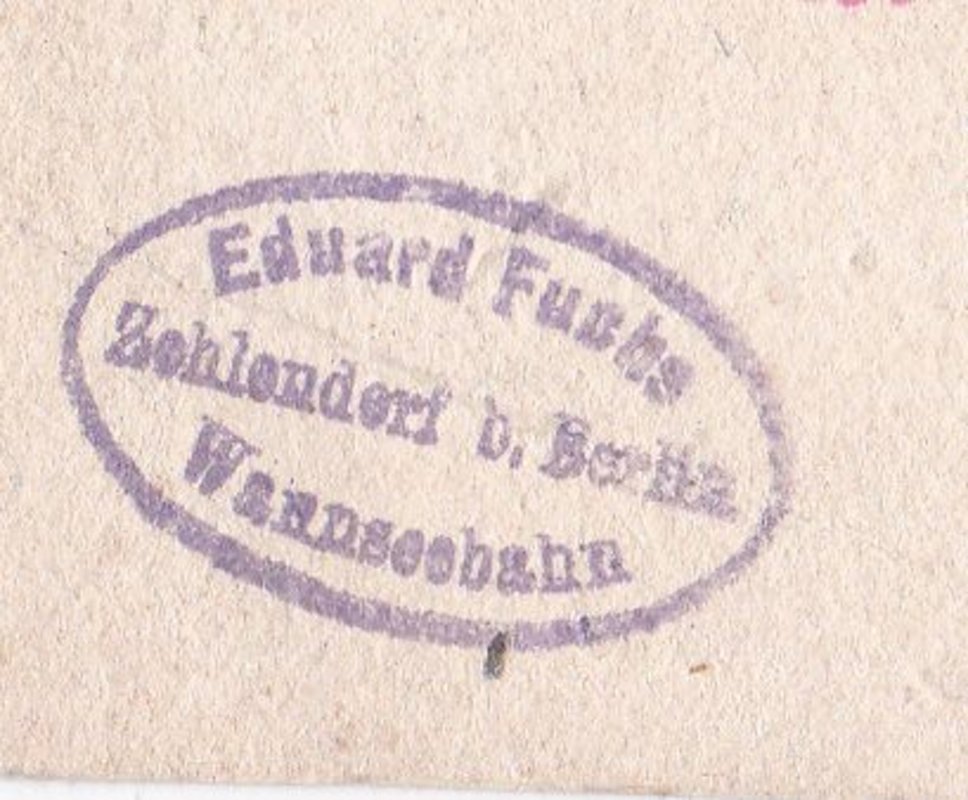 Eduard Fuchs
Zehlendorf b. Berlin
Wannseebahn